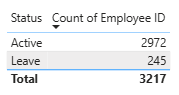 Status Count of Employee ID
Active 2972
Leave 245
Total 3217